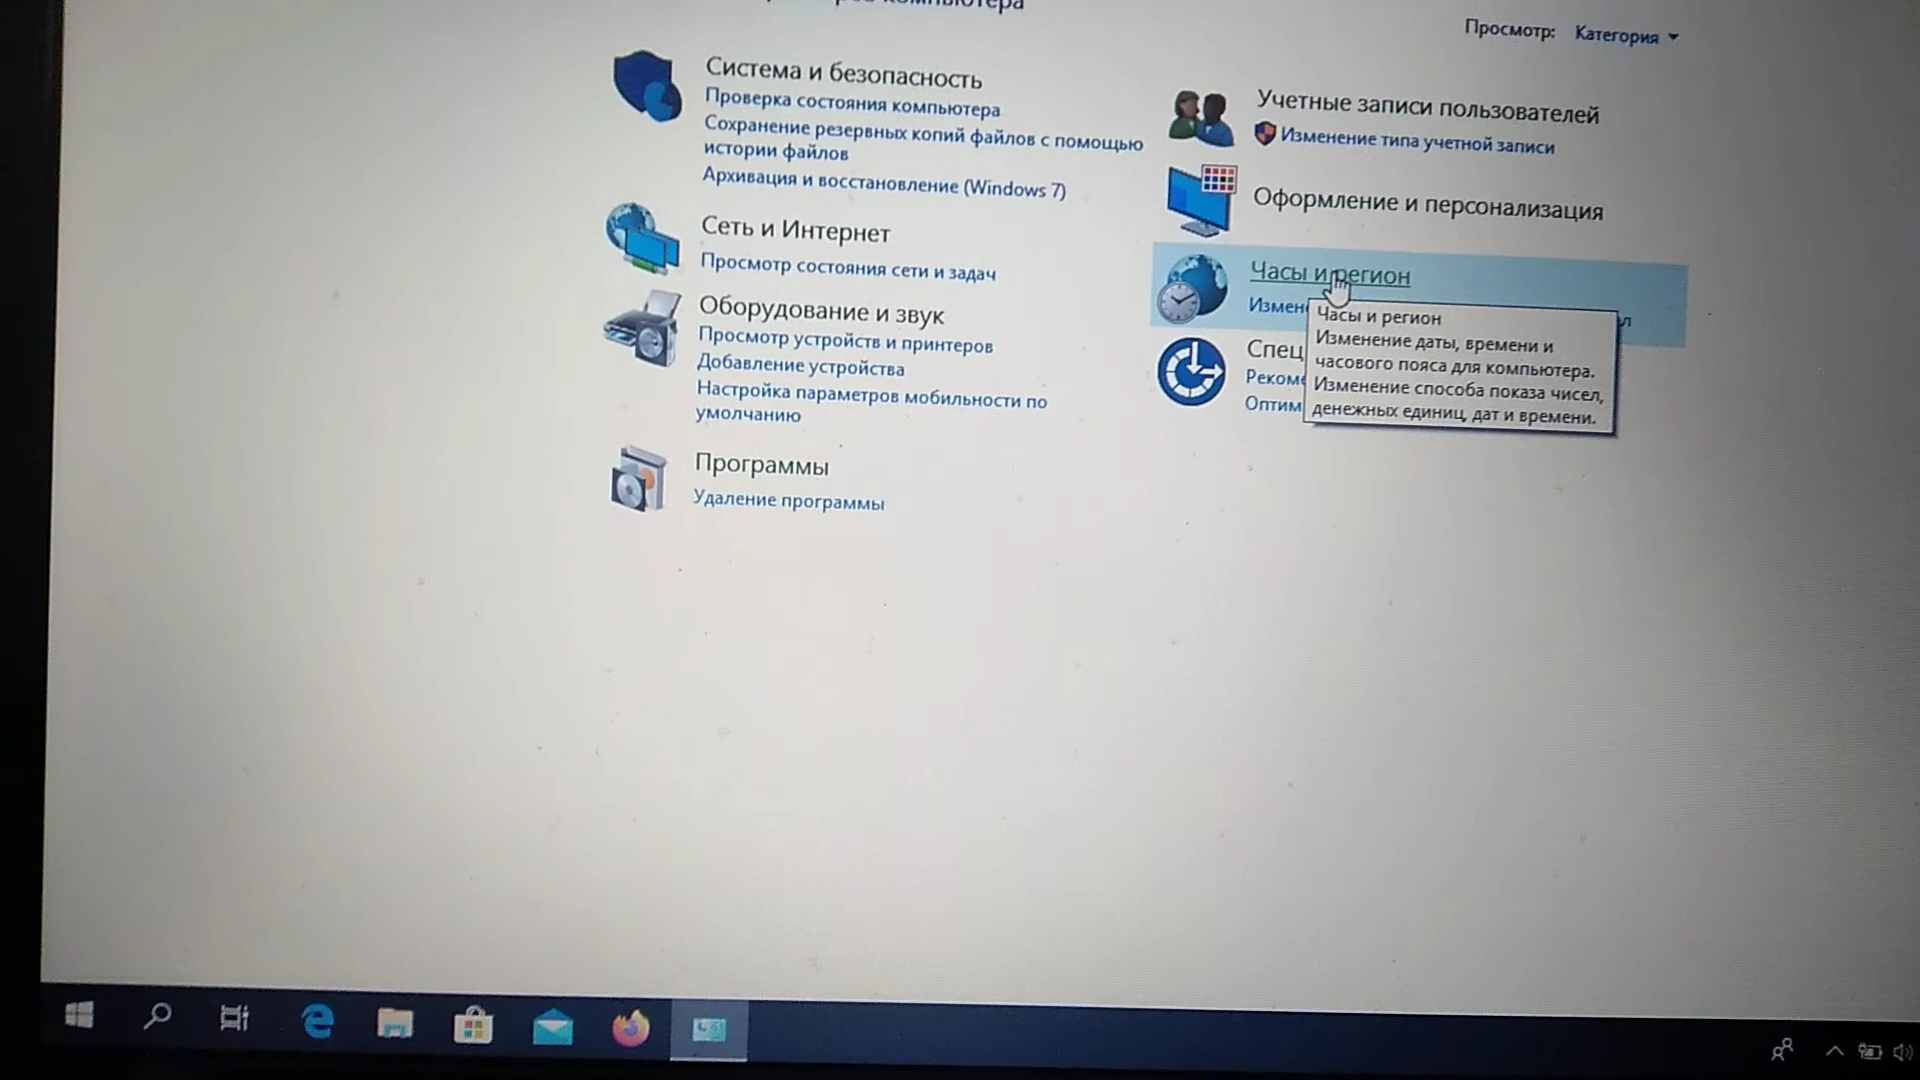 Просмотр: Категория
Система и безопасность
Проверка состояния компьютера
Сохранение резервных копий файлов с помощью
истории файлов
Архивация и восстановление (Windows 7)
Сеть и Интернет
Просмотр состояния сети и задач
Оборудование и звук
Просмотр устройств и принтеров
Добавление устройства
Настройка параметров мобильности по
умолчанию
Программы
Удаление программы
Учетные записи пользователей
Изменение типа учетной записи
Оформление и персонализация
Часы и регион
Часы и регион
Изменение даты, времени и
часового пояса для компьютера.
Изменение способа показа чисел,
денежных единиц, дат и времени.